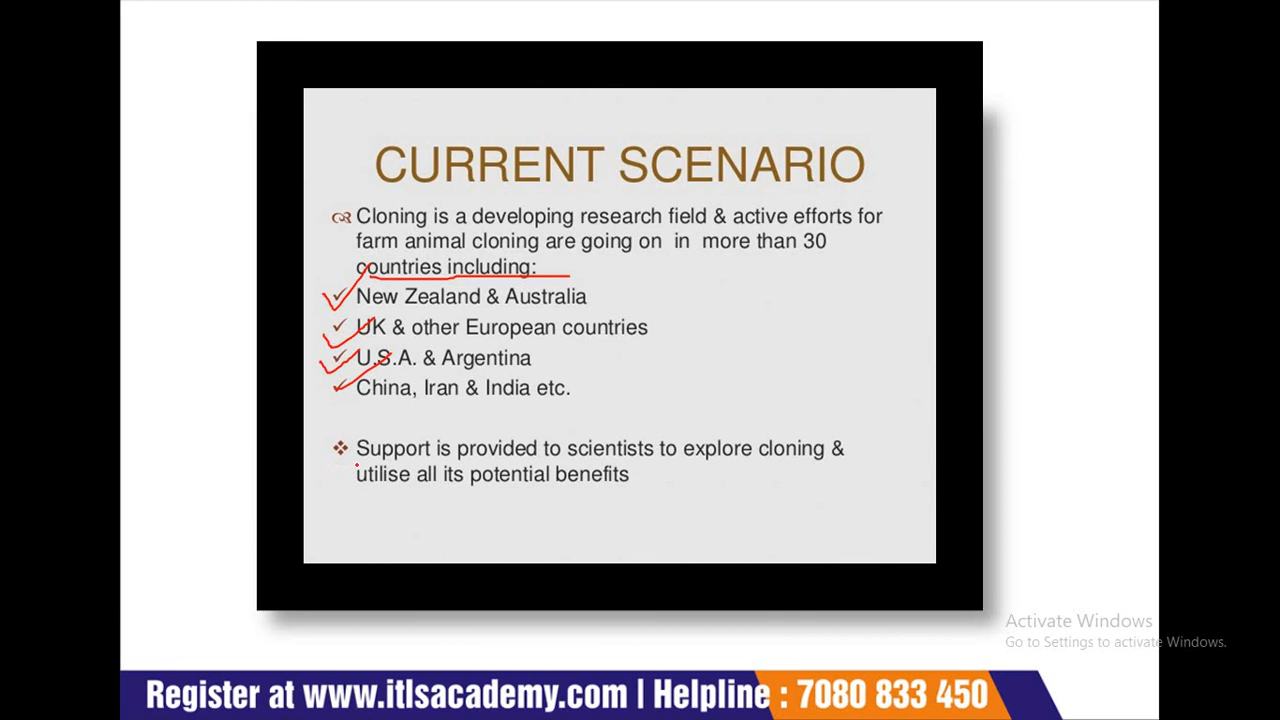 CURRENT SCENARIO
Cloning is a developing research field & active efforts for
farm animal cloning are going on in more than 30
countries including:
New Zealand & Australia
UK & other European countries
U.S.A. & Argentina
China, Iran & India etc.
Support is provided to scientists to explore cloning &
utilise all its potential benefits
Activate Windows
Go to Settings to activate Windows.
Register at www.itlsacademy.com | Helpline : 7080 833 450